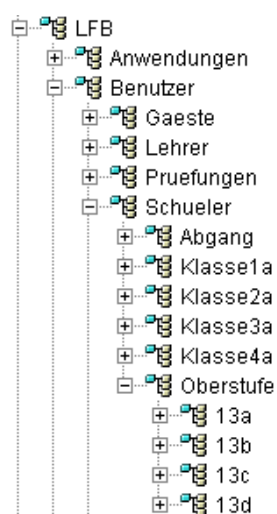 LFB
Anwendungen
Benutzer
Gaeste
Lehrer
Pruefungen
Schueler
Abgang
Klasse1a
Klasse2a
Klasse3a
Klasse4a
Oberstufe
13a
13b
13c
13d